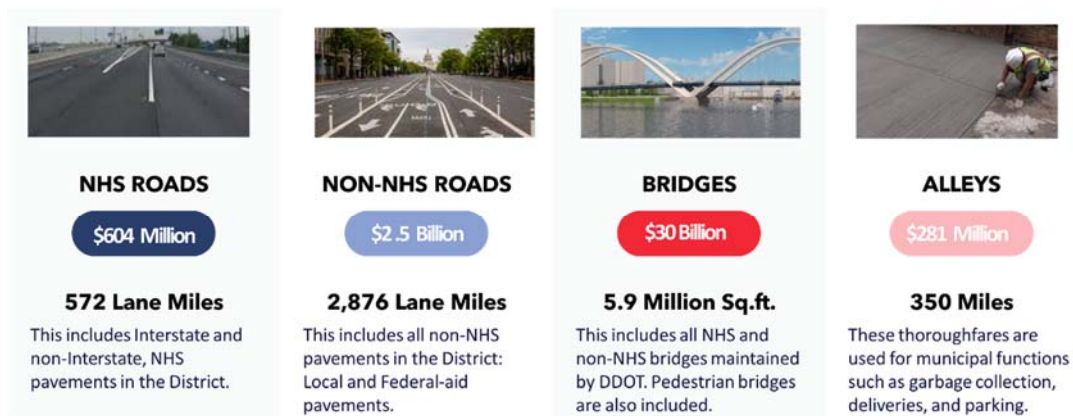 NHS ROADS
$604 Million
572 Lane Miles
This includes Interstate and
non-Interstate, NHS
pavements in the District.
NON-NHS ROADS
$2.5 Billion
2,876 Lane Miles
This includes all non-NHS
pavements in the District:
Local and Federal-aid
pavements.
BRIDGES
$30 Billion
5.9 Million Sq.ft.
This includes all NHS and
non-NHS bridges maintained
by DDOT. Pedestrian bridges
are also included.
ALLEYS
$281 Million
350 Miles
These thoroughfares are
used for municipal functions
such as garbage collection,
deliveries, and parking.